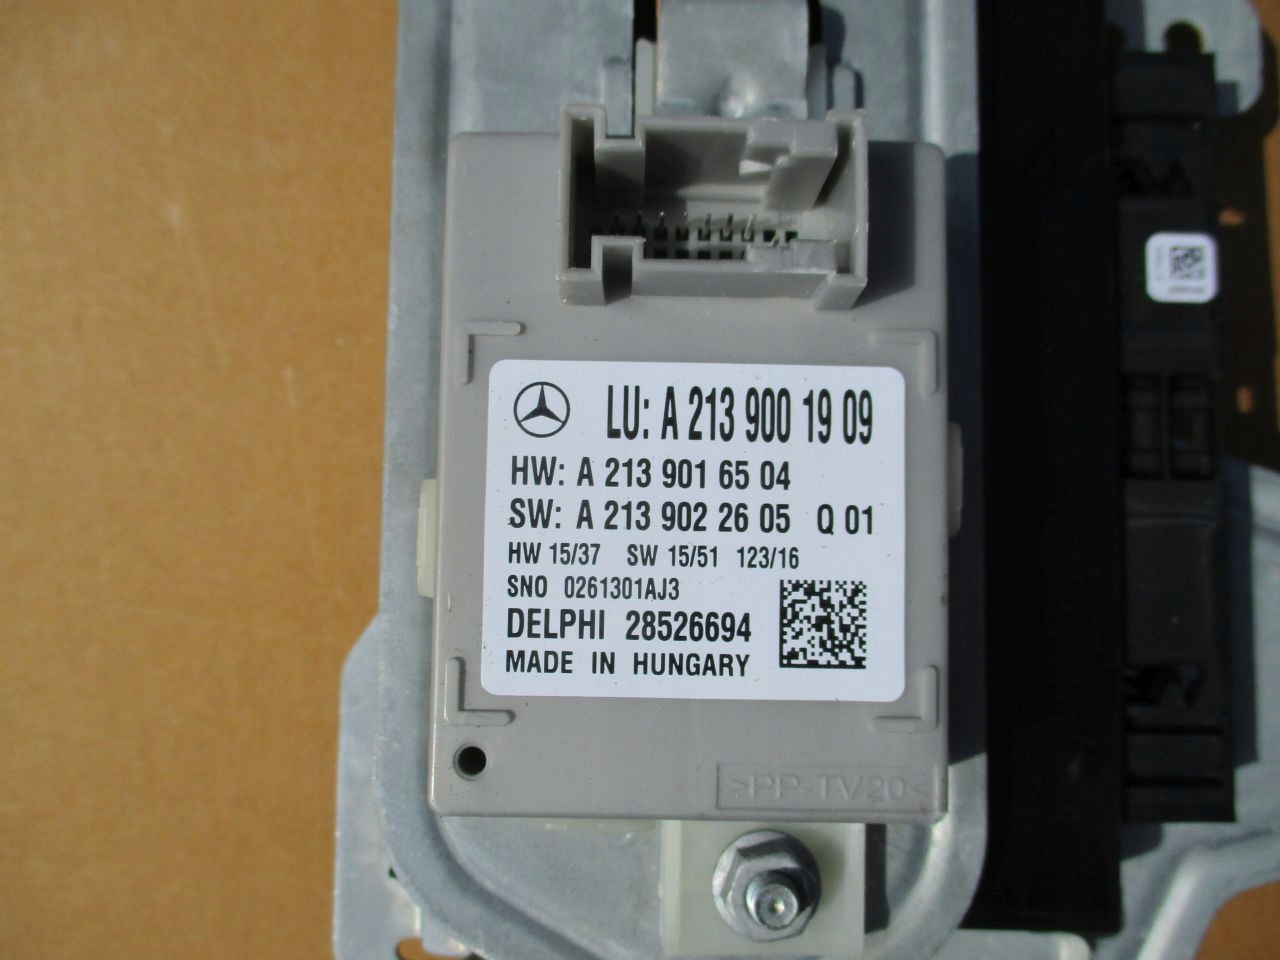 LU: A 213 900 19 09
HW: A 213 901 65 04
SW: A 213 902 26 05 Q 01
HW 15/37 SW 15/51 123/16
SNO 0261301AJ3
DELPHI 28526694
MADE IN HUNGARY
>PP-TV20<